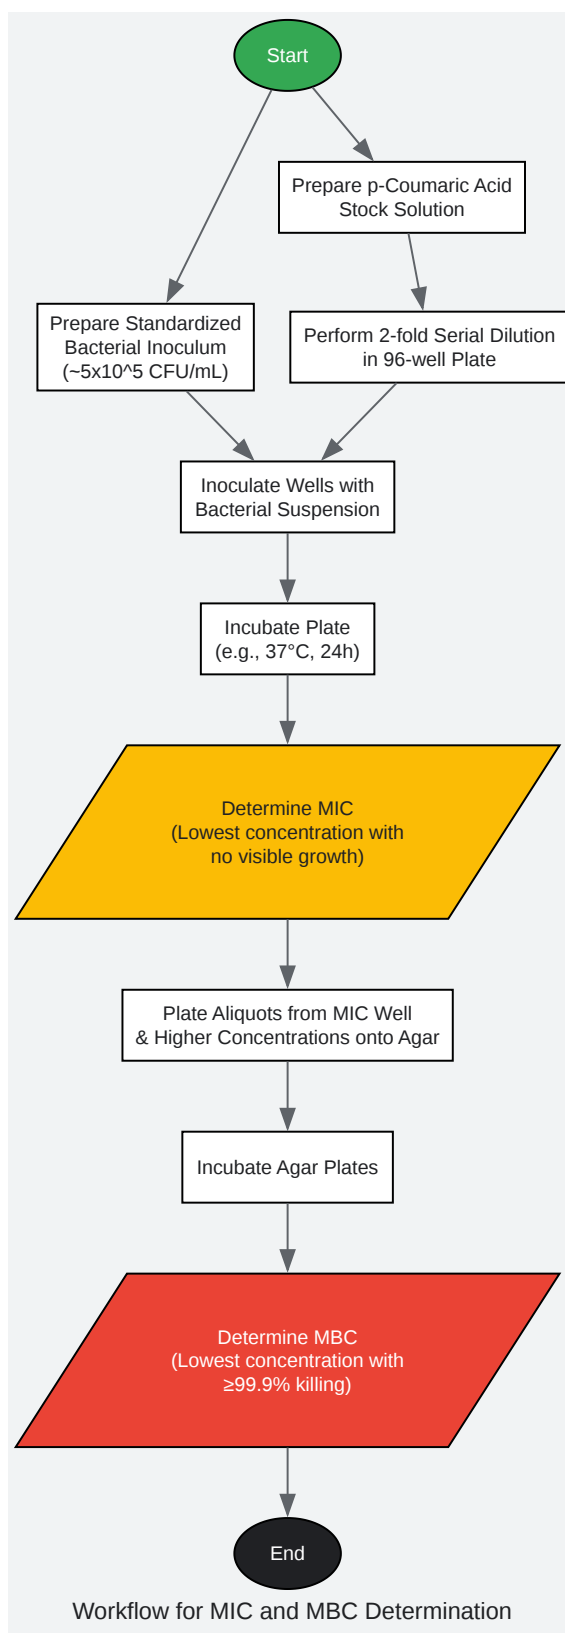 Start
Prepare p-Coumaric Acid
Stock Solution
Prepare Standardized
Bacterial Inoculum
(~5x10^5 CFU/mL)
Perform 2-fold Serial Dilution
in 96-well Plate
Inoculate Wells with
Bacterial Suspension
Incubate Plate
(e.g., 37°C, 24h)
Determine MIC
(Lowest concentration with
no visible growth)
Plate Aliquots from MIC Well
& Higher Concentrations onto Agar
Incubate Agar Plates
Determine MBC
(Lowest concentration with
≥99.9% killing)
End
Workflow for MIC and MBC Determination